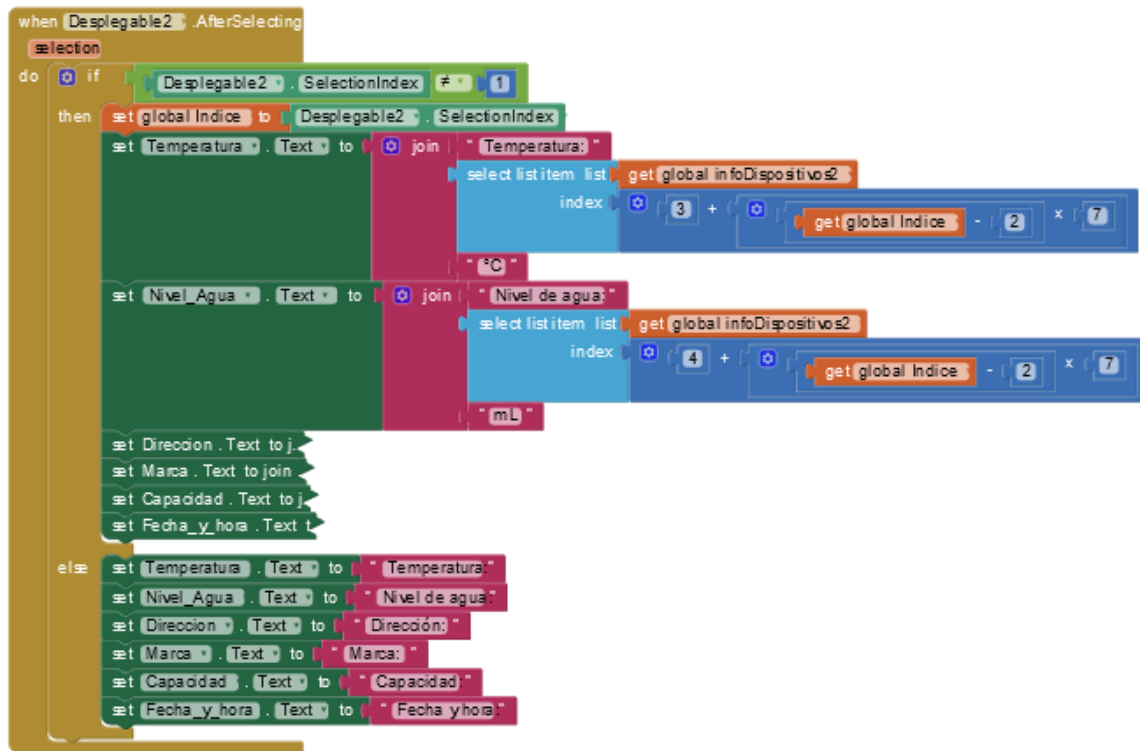 when Desplegable2 .AfterSelecting
selection
do if Desplegable2 . SelectionIndex ≠ 1
then set global Indice to Desplegable2 . SelectionIndex
set Temperatura . Text to join " Temperatura: "
select list item list get global infoDispositivos2
index 3 + get global Indice - 2 × 7
" °C "
set Nivel_Agua . Text to join " Nivel de agua: "
select list item list get global infoDispositivos2
index 4 + get global Indice - 2 × 7
" mL "
set Direccion . Text to j.
set Marca . Text to join
set Capacidad . Text to j
set Fecha_y_hora . Text t
else set Temperatura . Text to " Temperatura: "
set Nivel_Agua . Text to " Nivel de agua: "
set Direccion . Text to " Dirección: "
set Marca . Text to " Marca: "
set Capacidad . Text to " Capacidad: "
set Fecha_y_hora . Text to " Fecha y hora: "